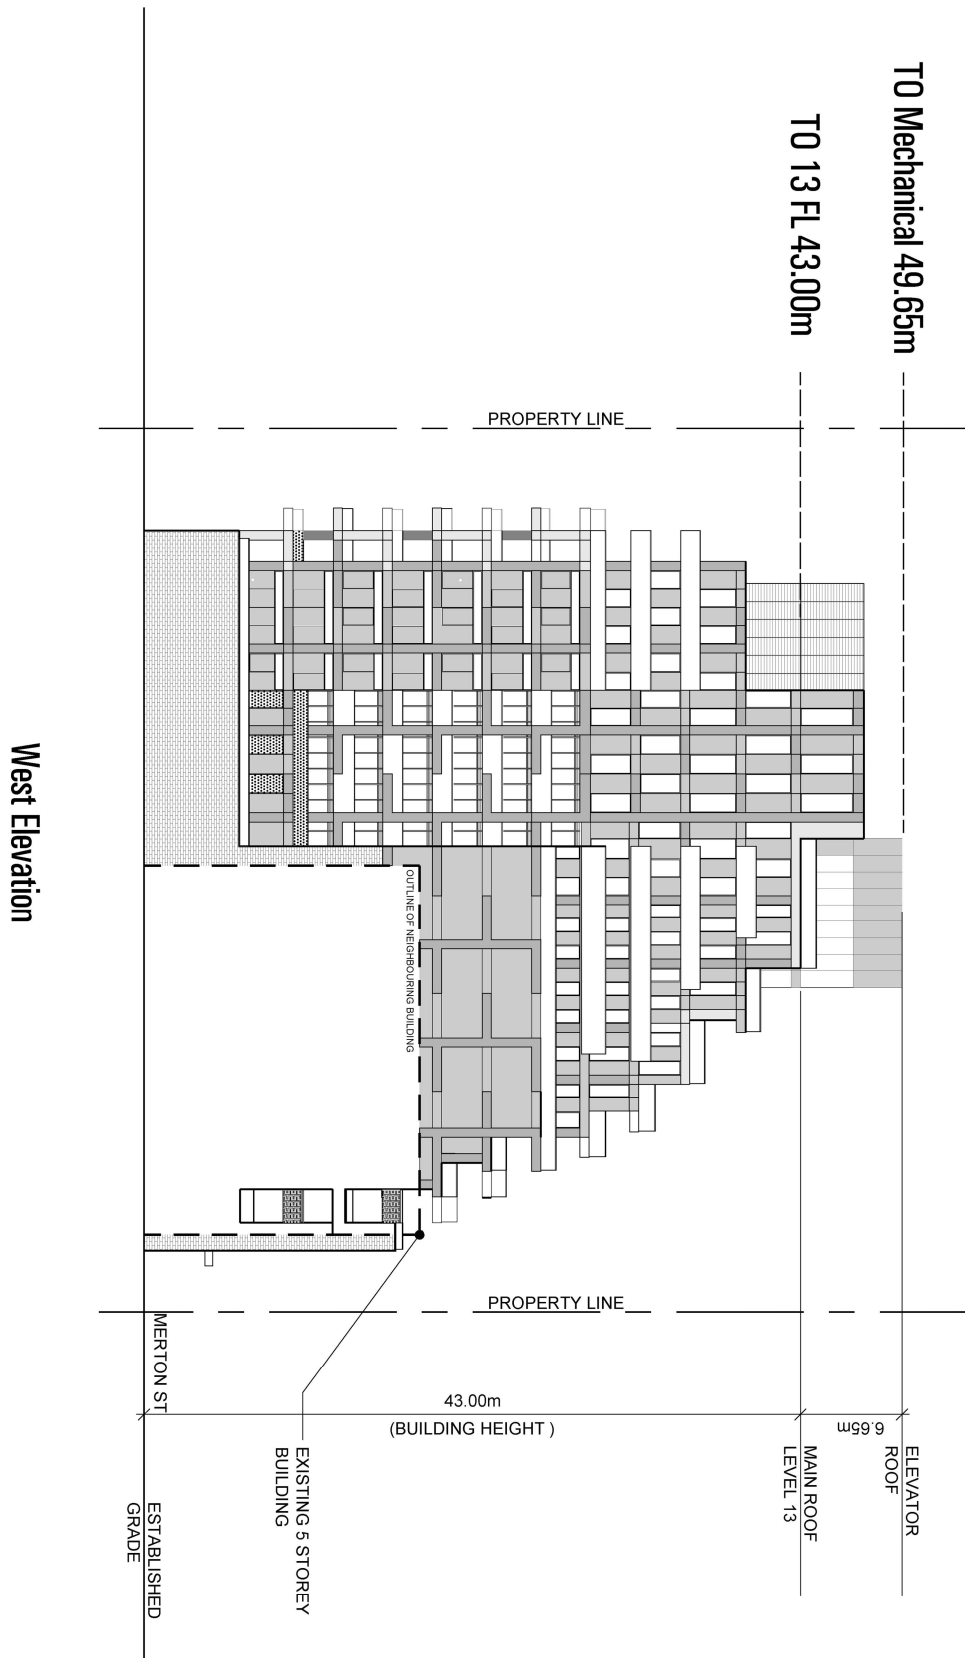 TO Mechanical 49.65m
TO 13 FL 43.00m
PROPERTY LINE
OUTLINE OF NEIGHBOURING BUILDING
PROPERTY LINE
MERTON ST
43.00m
(BUILDING HEIGHT )
6.65m
ELEVATOR
ROOF
MAIN ROOF
LEVEL 13
EXISTING 5 STOREY
BUILDING
ESTABLISHED
GRADE
West Elevation